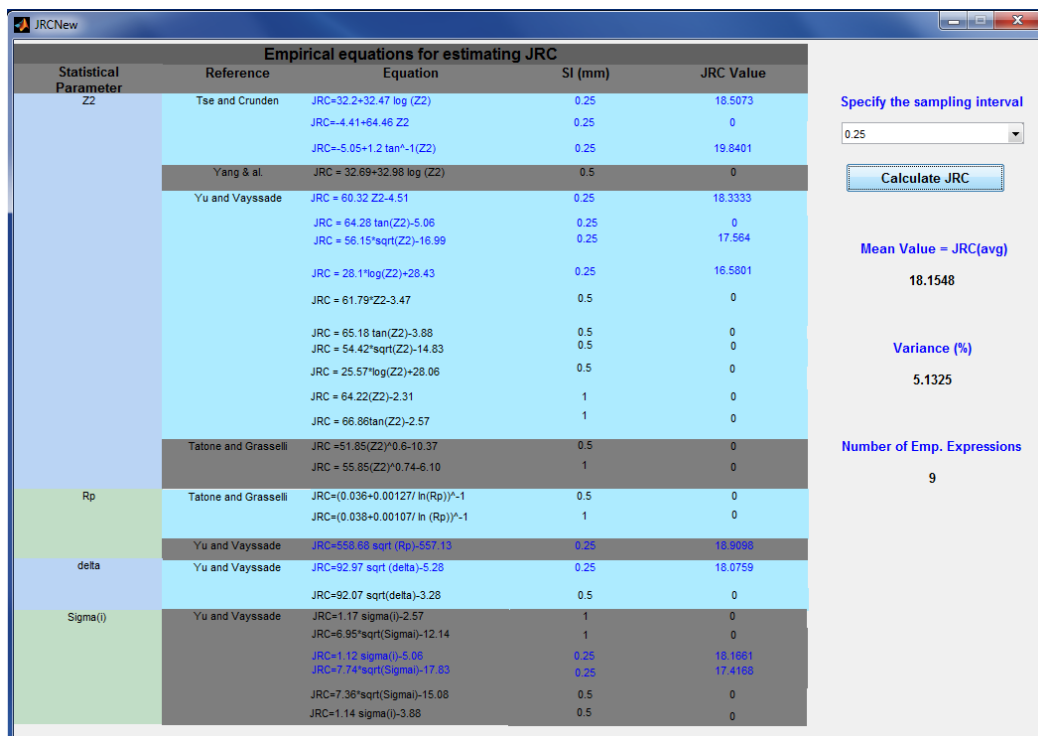 JRCNew
Empirical equations for estimating JRC
Statistical Parameter Reference Equation SI (mm) JRC Value
Z2 Tse and Crunden JRC=32.2+32.47 log (Z2) 0.25 18.5073
JRC=-4.41+64.46 Z2 0.25 0
JRC=-5.05+1.2 tan^-1(Z2) 0.25 19.8401
Yang & al. JRC = 32.69+32.98 log (Z2) 0.5 0
Yu and Vayssade JRC = 60.32 Z2-4.51 0.25 18.3333
JRC = 64.28 tan(Z2)-5.06 0.25 0
JRC = 56.15*sqrt(Z2)-16.99 0.25 17.564
JRC = 28.1*log(Z2)+28.43 0.25 16.5801
JRC = 61.79*Z2-3.47 0.5 0
JRC = 65.18 tan(Z2)-3.88 0.5 0
JRC = 54.42*sqrt(Z2)-14.83 0.5 0
JRC = 25.57*log(Z2)+28.06 0.5 0
JRC = 64.22(Z2)-2.31 1 0
JRC = 66.86tan(Z2)-2.57 1 0
Tatone and Grasselli JRC =51.85(Z2)^0.6-10.37 0.5 0
JRC = 55.85(Z2)^0.74-6.10 1 0
Rp Tatone and Grasselli JRC=(0.036+0.00127/ ln(Rp))^-1 0.5 0
JRC=(0.038+0.00107/ ln (Rp))^-1 1 0
Yu and Vayssade JRC=558.68 sqrt (Rp)-557.13 0.25 18.9098
delta Yu and Vayssade JRC=92.97 sqrt (delta)-5.28 0.25 18.0759
JRC=92.07 sqrt(delta)-3.28 0.5 0
Sigma(i) Yu and Vayssade JRC=1.17 sigma(i)-2.57 1 0
JRC=6.95*sqrt(Sigmai)-12.14 1 0
JRC=1.12 sigma(i)-5.06 0.25 18.1661
JRC=7.74*sqrt(Sigmai)-17.83 0.25 17.4168
JRC=7.36*sqrt(Sigmai)-15.08 0.5 0
JRC=1.14 sigma(i)-3.88 0.5 0
Specify the sampling interval
0.25
Calculate JRC
Mean Value = JRC(avg)
18.1548
Variance (%)
5.1325
Number of Emp. Expressions
9